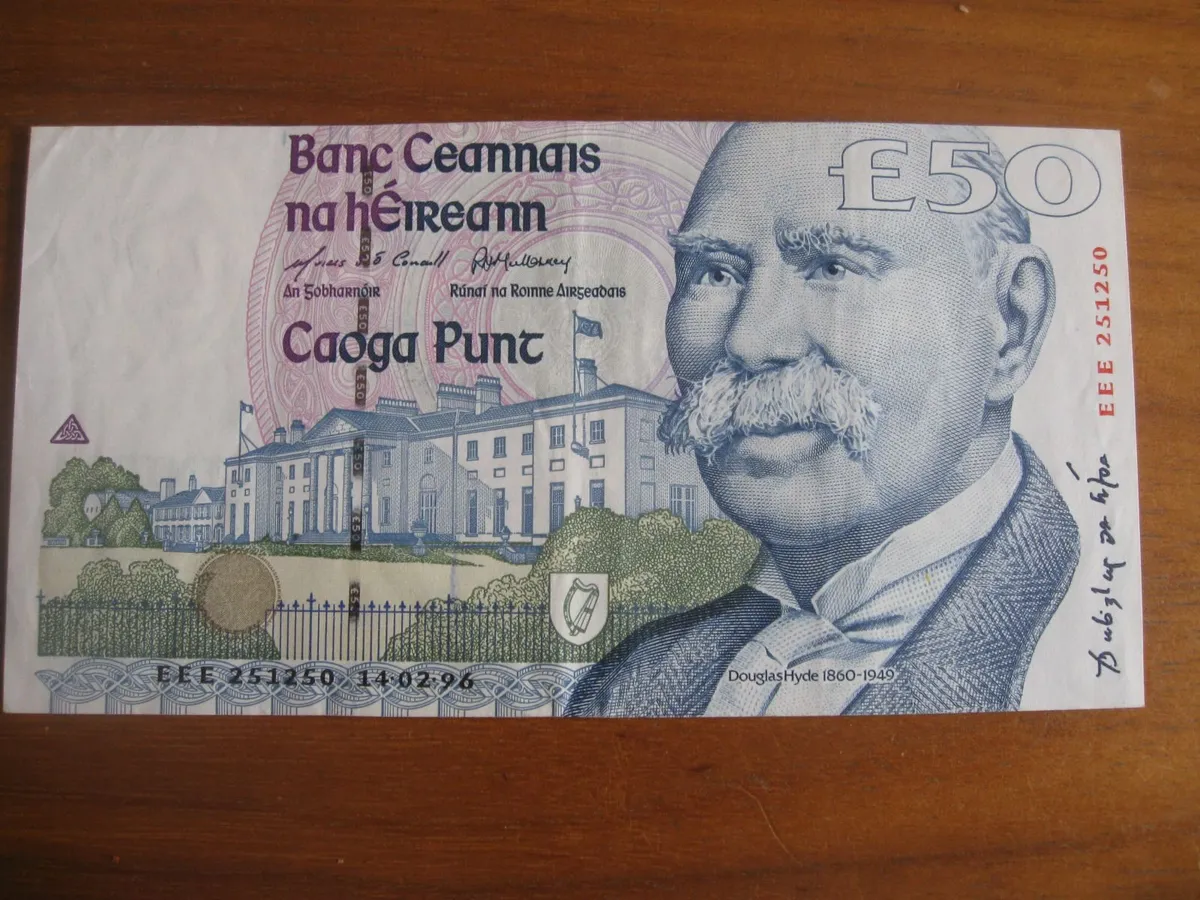 Banc Ceannais
na hÉireann
An Gobharnóir
Rúnaí na Roinne Airgeadais
Caoga Punt
£50
EEE 251250
EEE 251250 14·02·96
Douglas Hyde 1860-1949